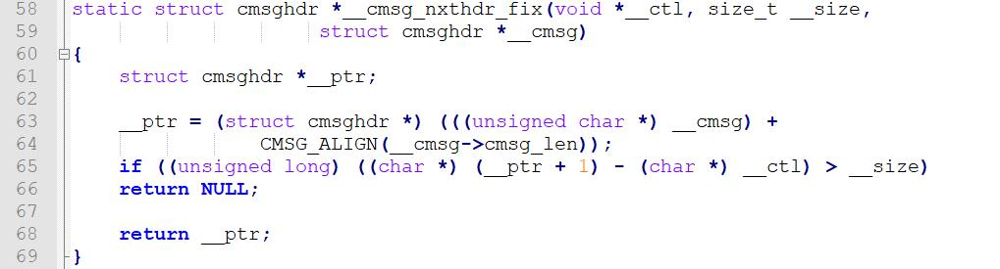 58 static struct cmsghdr *__cmsg_nxthdr_fix(void *__ctl, size_t __size,
59 struct cmsghdr *__cmsg)
60 {
61 struct cmsghdr *__ptr;
62
63 __ptr = (struct cmsghdr *) (((unsigned char *) __cmsg) +
64 CMSG_ALIGN(__cmsg->cmsg_len));
65 if ((unsigned long) ((char *) (__ptr + 1) - (char *) __ctl) > __size)
66 return NULL;
67
68 return __ptr;
69 }